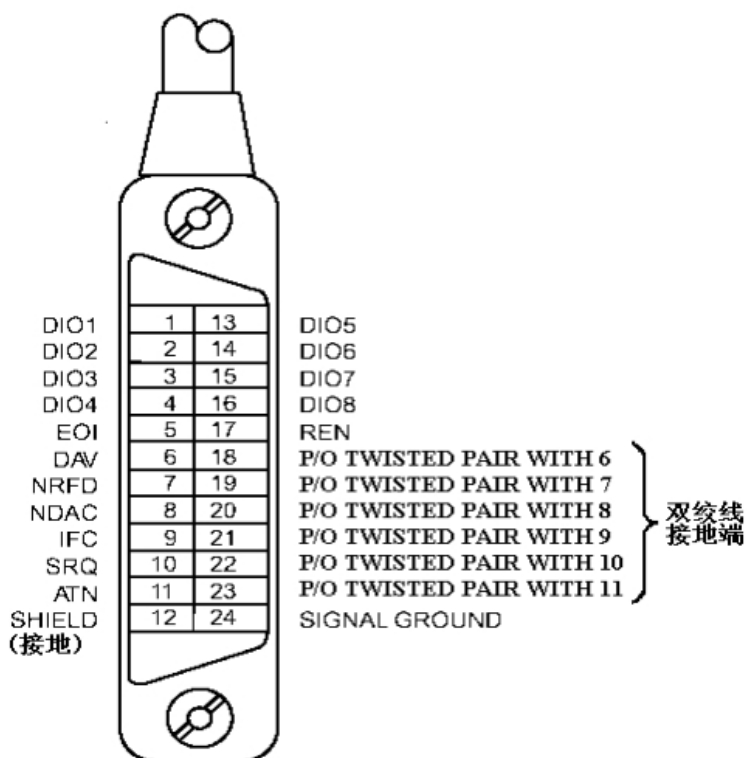 DIO1 1 13 DIO5
DIO2 2 14 DIO6
DIO3 3 15 DIO7
DIO4 4 16 DIO8
EOI 5 17 REN
DAV 6 18 P/O TWISTED PAIR WITH 6
NRFD 7 19 P/O TWISTED PAIR WITH 7
NDAC 8 20 P/O TWISTED PAIR WITH 8
IFC 9 21 P/O TWISTED PAIR WITH 9
SRQ 10 22 P/O TWISTED PAIR WITH 10
ATN 11 23 P/O TWISTED PAIR WITH 11
SHIELD 12 24 SIGNAL GROUND
(接地)
双绞线
接地端